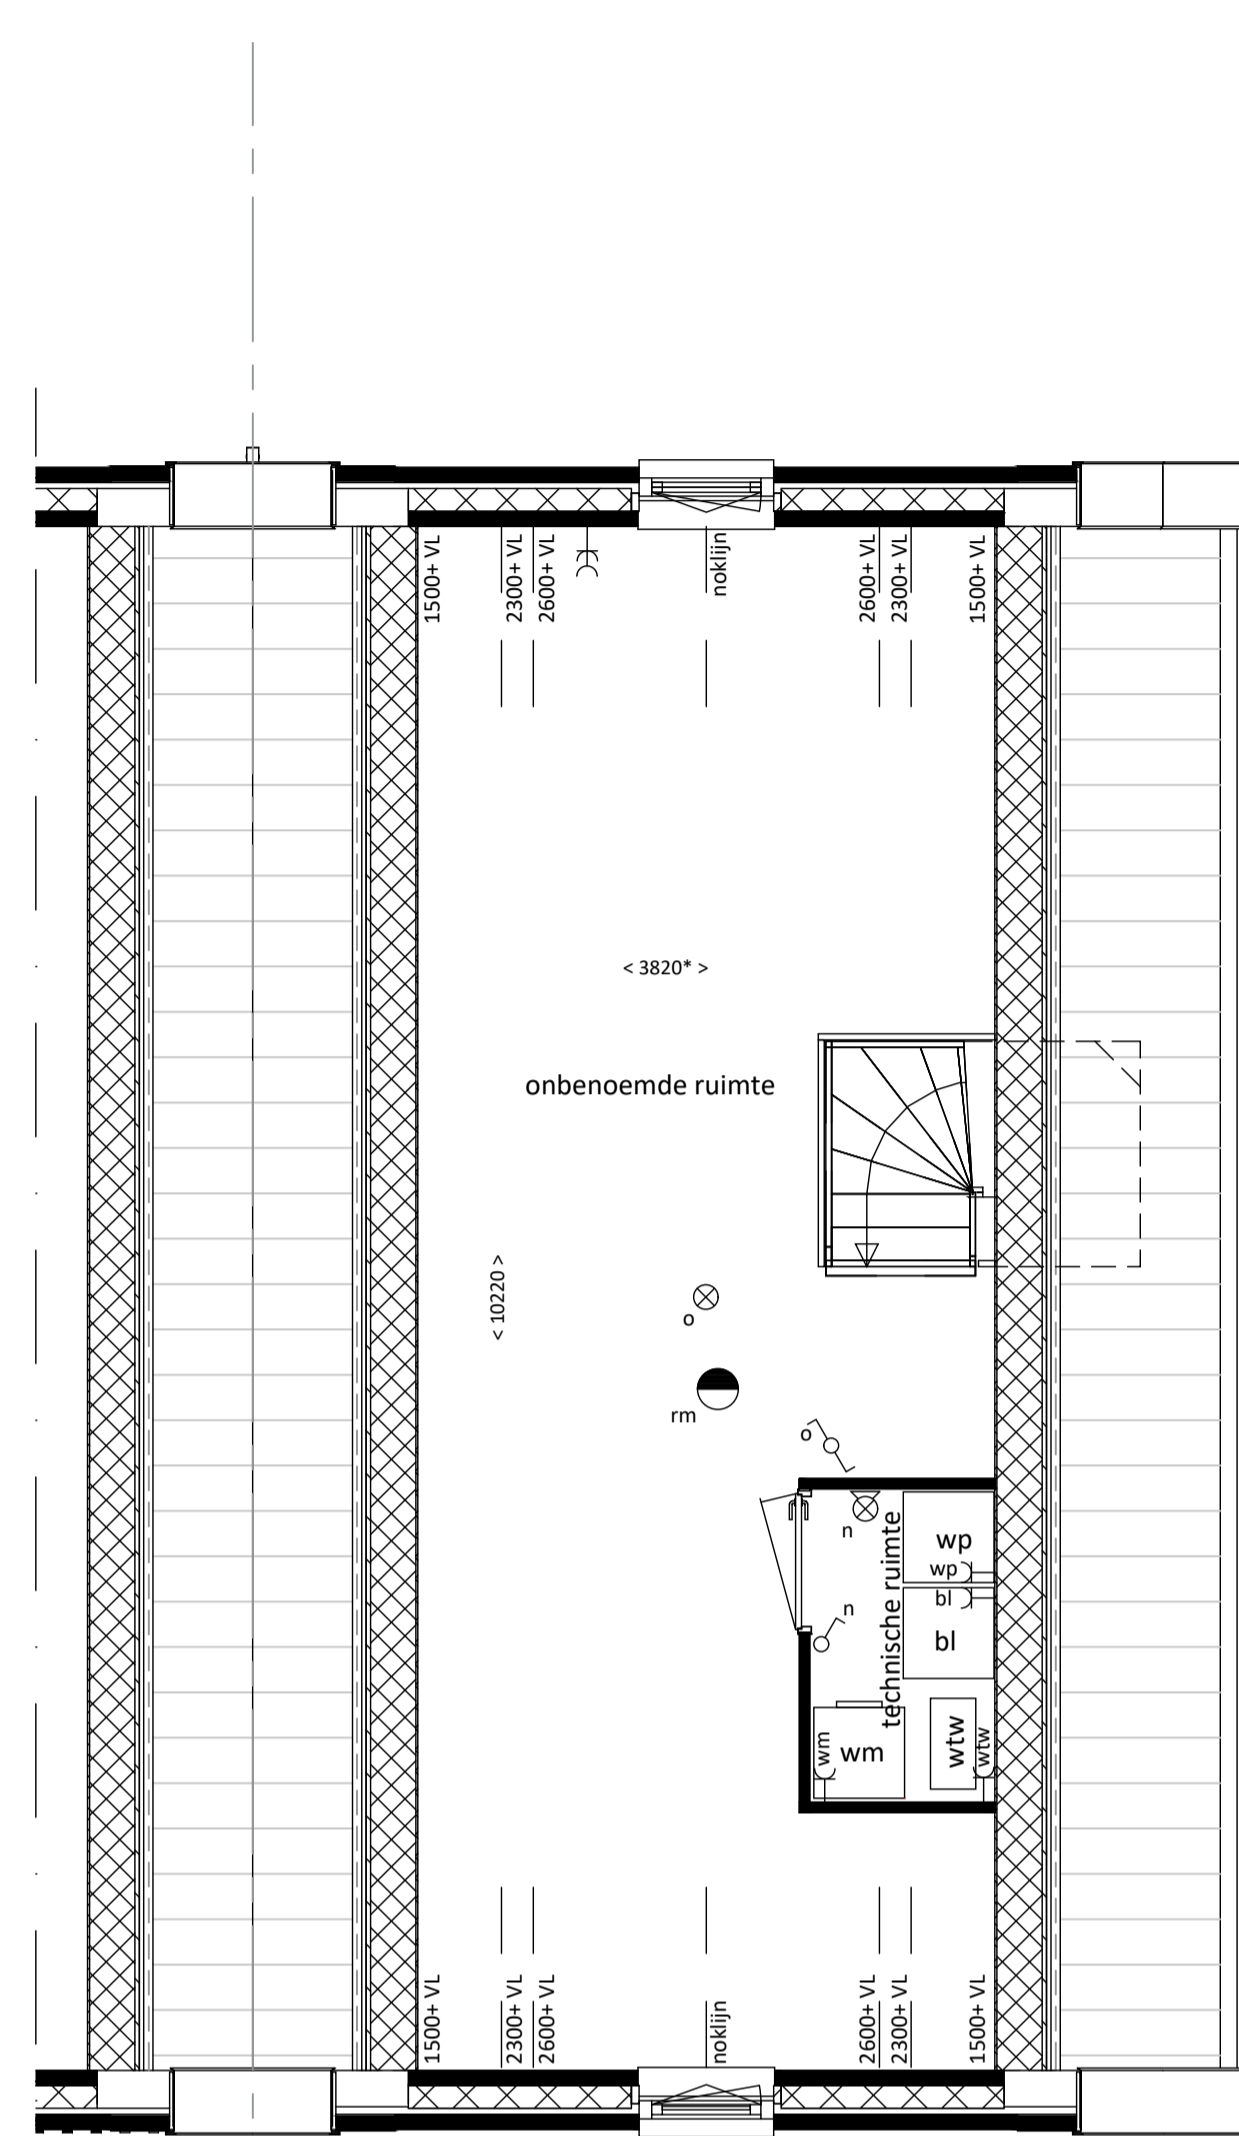 1500+ VL
2300+ VL
2600+ VL
noklijn
2600+ VL
2300+ VL
1500+ VL
< 3820* >
onbenoemde ruimte
< 10220 >
o
rm
o
n
technische ruimte
wp
wp
bl
bl
n
wm
wm
wtw
wtw
1500+ VL
2300+ VL
2600+ VL
noklijn
2600+ VL
2300+ VL
1500+ VL